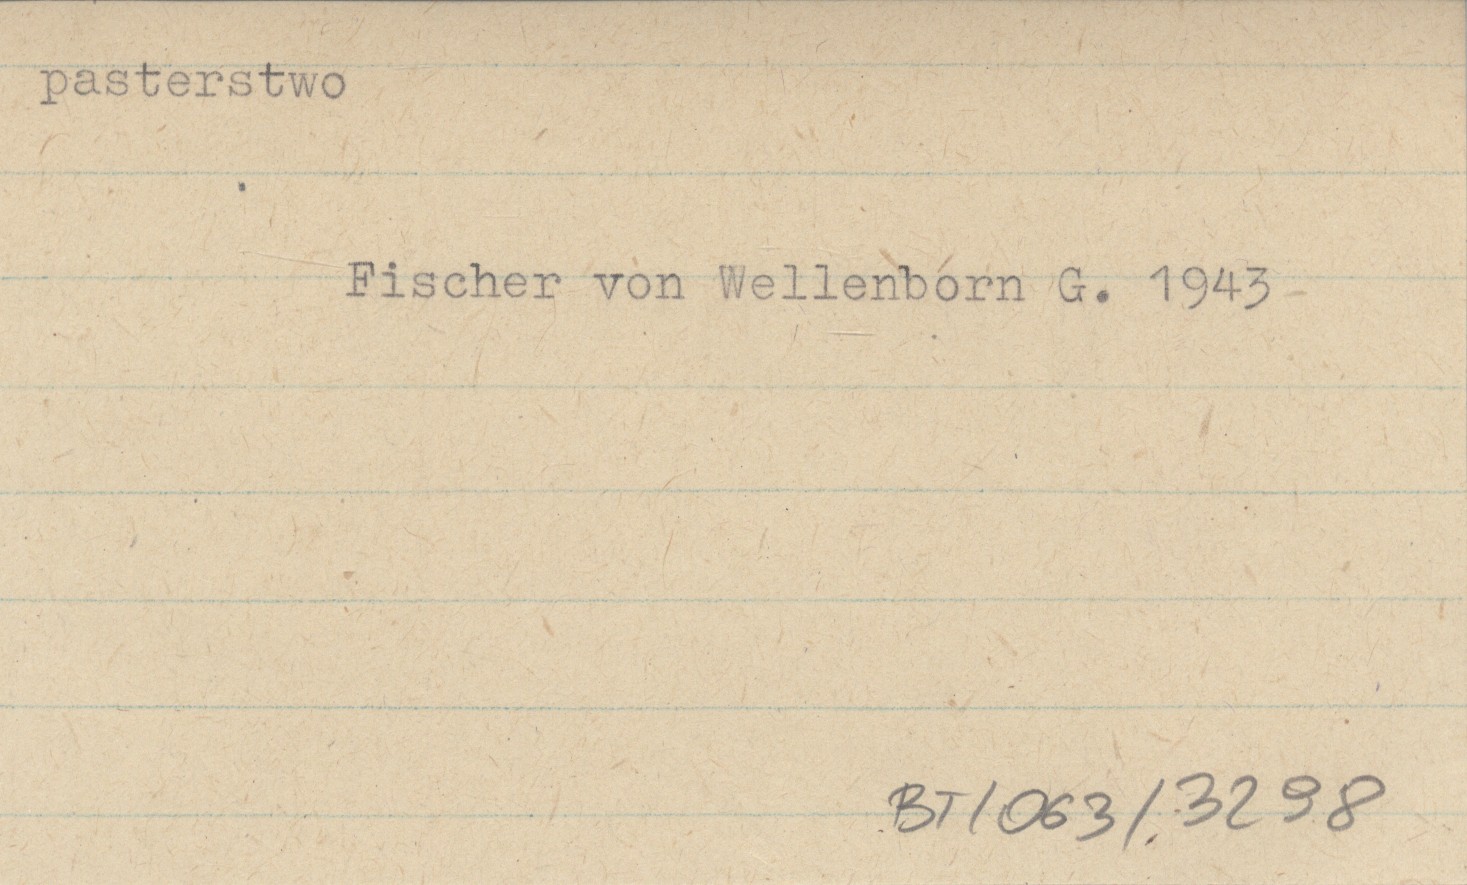 pasterstwo
Fischer von Wellenborn G. 1943
BT/063/3298